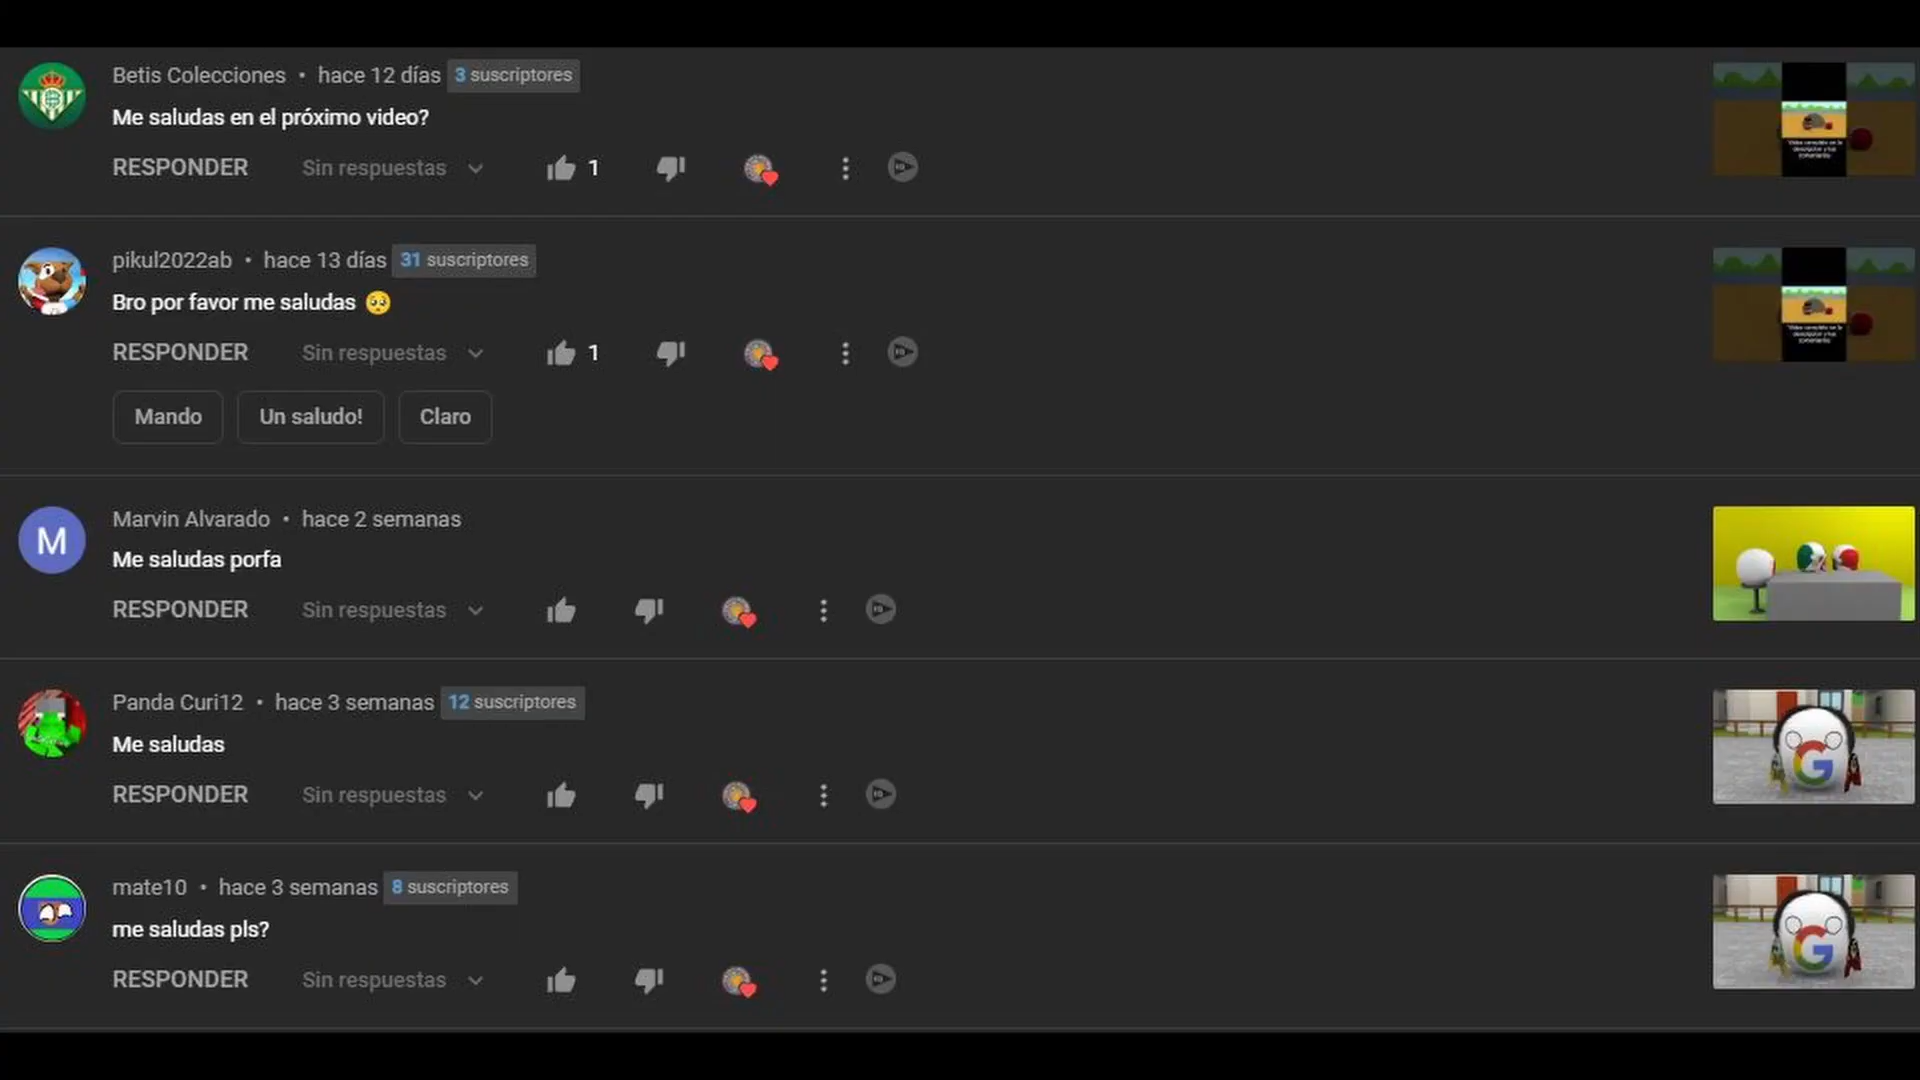 Betis Colecciones • hace 12 días 3 suscriptores
Me saludas en el próximo video?
RESPONDER Sin respuestas 1
pikul2022ab • hace 13 días 31 suscriptores
Bro por favor me saludas 🥺
RESPONDER Sin respuestas 1
Mando Un saludo! Claro
M
Marvin Alvarado • hace 2 semanas
Me saludas porfa
RESPONDER Sin respuestas
Panda Curi12 • hace 3 semanas 12 suscriptores
Me saludas
RESPONDER Sin respuestas
G
mate10 • hace 3 semanas 8 suscriptores
me saludas pls?
RESPONDER Sin respuestas
G